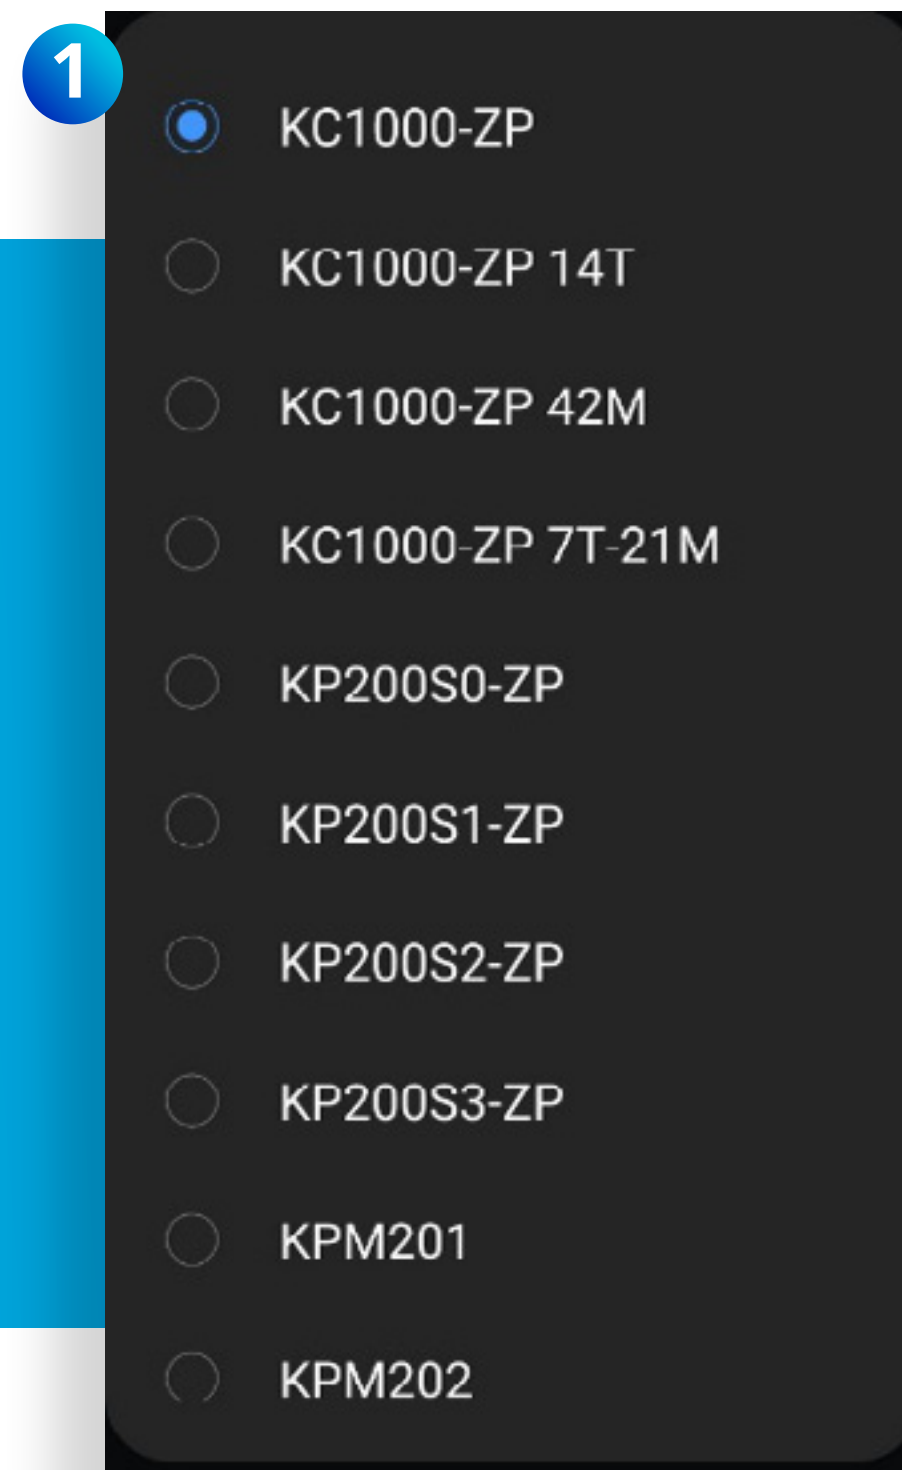 1
KC1000-ZP
KC1000-ZP 14T
KC1000-ZP 42M
KC1000-ZP 7T-21M
KP200S0-ZP
KP200S1-ZP
KP200S2-ZP
KP200S3-ZP
KPM201
KPM202